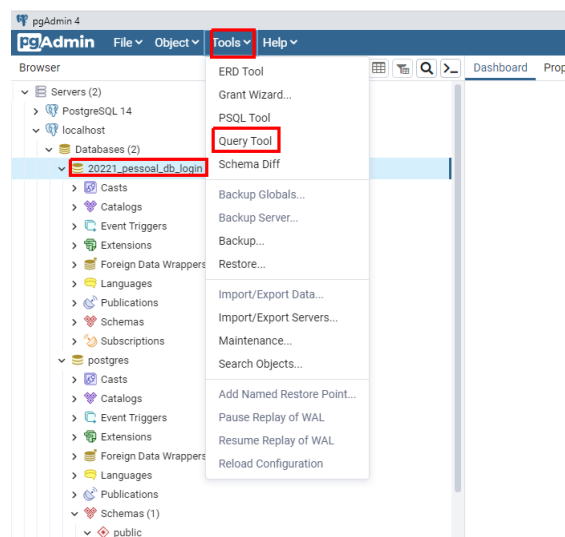 pgAdmin 4
pgAdmin File Object Tools Help
Browser
Dashboard Prop
Servers (2)
PostgreSQL 14
localhost
Databases (2)
20221_pessoal_db_login
Casts
Catalogs
Event Triggers
Extensions
Foreign Data Wrappers
Languages
Publications
Schemas
Subscriptions
postgres
Casts
Catalogs
Event Triggers
Extensions
Foreign Data Wrappers
Languages
Publications
Schemas (1)
public
ERD Tool
Grant Wizard...
PSQL Tool
Query Tool
Schema Diff
Backup Globals...
Backup Server...
Backup...
Restore...
Import/Export Data...
Import/Export Servers...
Maintenance...
Search Objects...
Add Named Restore Point...
Pause Replay of WAL
Resume Replay of WAL
Reload Configuration